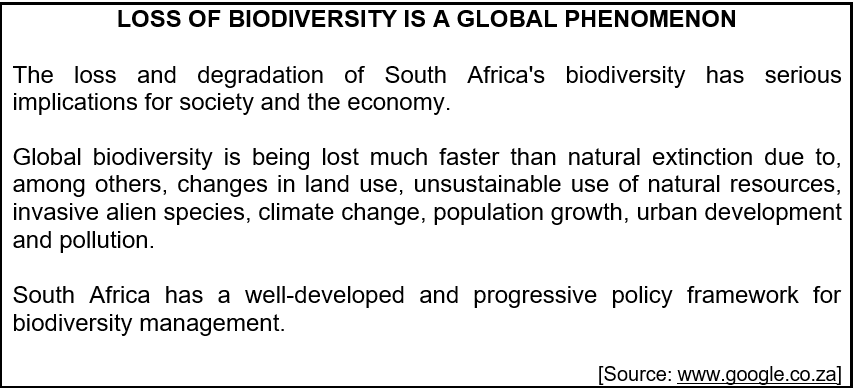 LOSS OF BIODIVERSITY IS A GLOBAL PHENOMENON
The loss and degradation of South Africa's biodiversity has serious
implications for society and the economy.
Global biodiversity is being lost much faster than natural extinction due to,
among others, changes in land use, unsustainable use of natural resources,
invasive alien species, climate change, population growth, urban development
and pollution.
South Africa has a well-developed and progressive policy framework for
biodiversity management.
[Source: www.google.co.za]